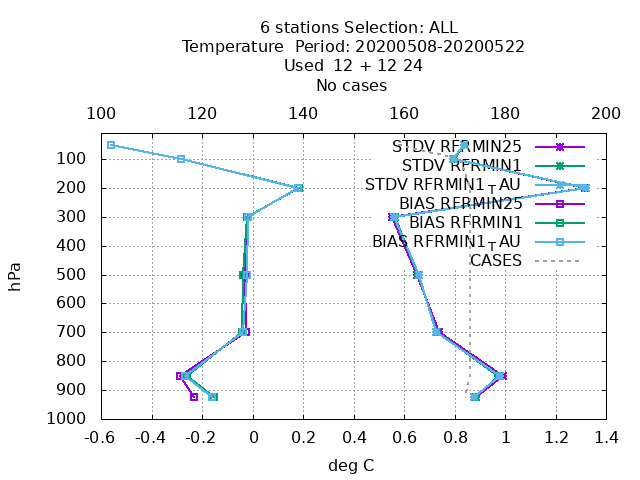 6 stations Selection: ALL
Temperature Period: 20200508-20200522
Used 12 + 12 24
No cases
100 120 140 160 180 200
STDV RFRMIN25
STDV RFRMIN1
STDV RFRMIN1TAU
BIAS RFRMIN25
BIAS RFRMIN1
BIAS RFRMIN1TAU
CASES
100
200
300
400
500
600
700
800
900
1000
hPa
-0.6 -0.4 -0.2 0 0.2 0.4 0.6 0.8 1 1.2 1.4
deg C